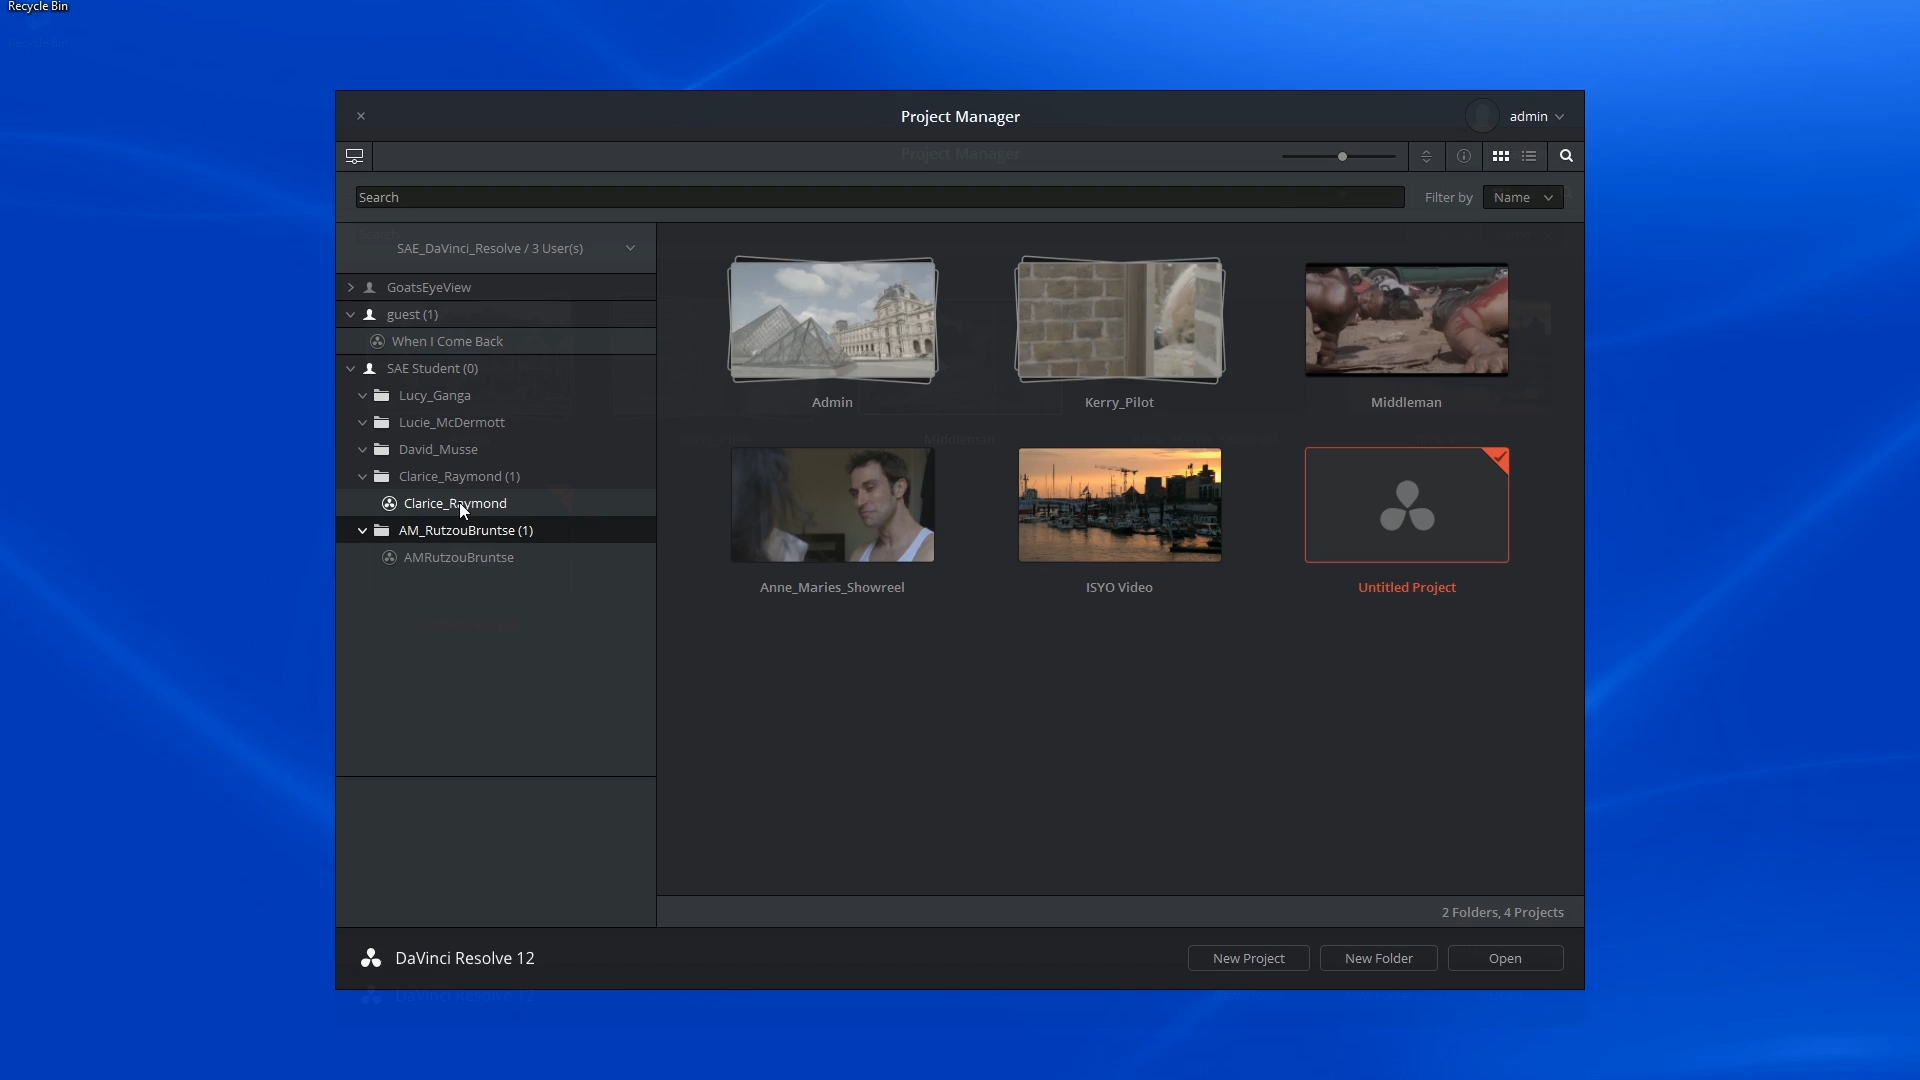 Recycle Bin
Project Manager
admin
Search
Filter by
Name
SAE_DaVinci_Resolve / 3 User(s)
GoatsEyeView
guest (1)
When I Come Back
SAE Student (0)
Lucy_Ganga
Lucie_McDermott
David_Musse
Clarice_Raymond (1)
Clarice_Raymond
AM_RutzouBruntse (1)
AMRutzouBruntse
Admin
Kerry_Pilot
Middleman
Anne_Maries_Showreel
ISYO Video
Untitled Project
2 Folders, 4 Projects
DaVinci Resolve 12
New Project
New Folder
Open